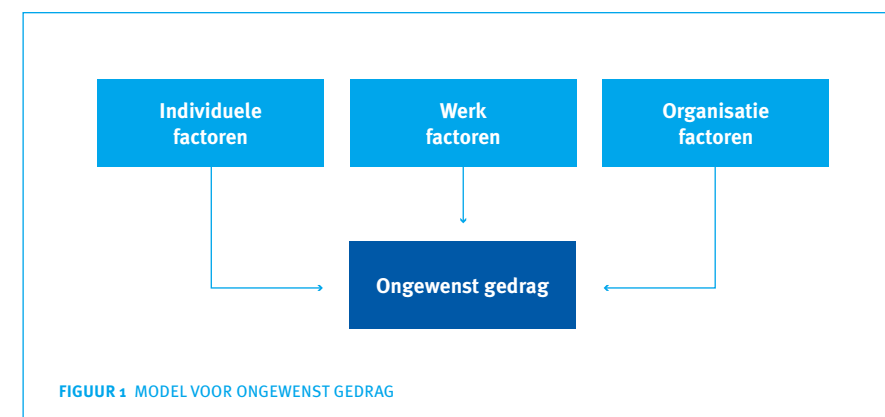 Individuele
factoren
Werk
factoren
Organisatie
factoren
Ongewenst gedrag
FIGUUR 1 MODEL VOOR ONGEWENST GEDRAG